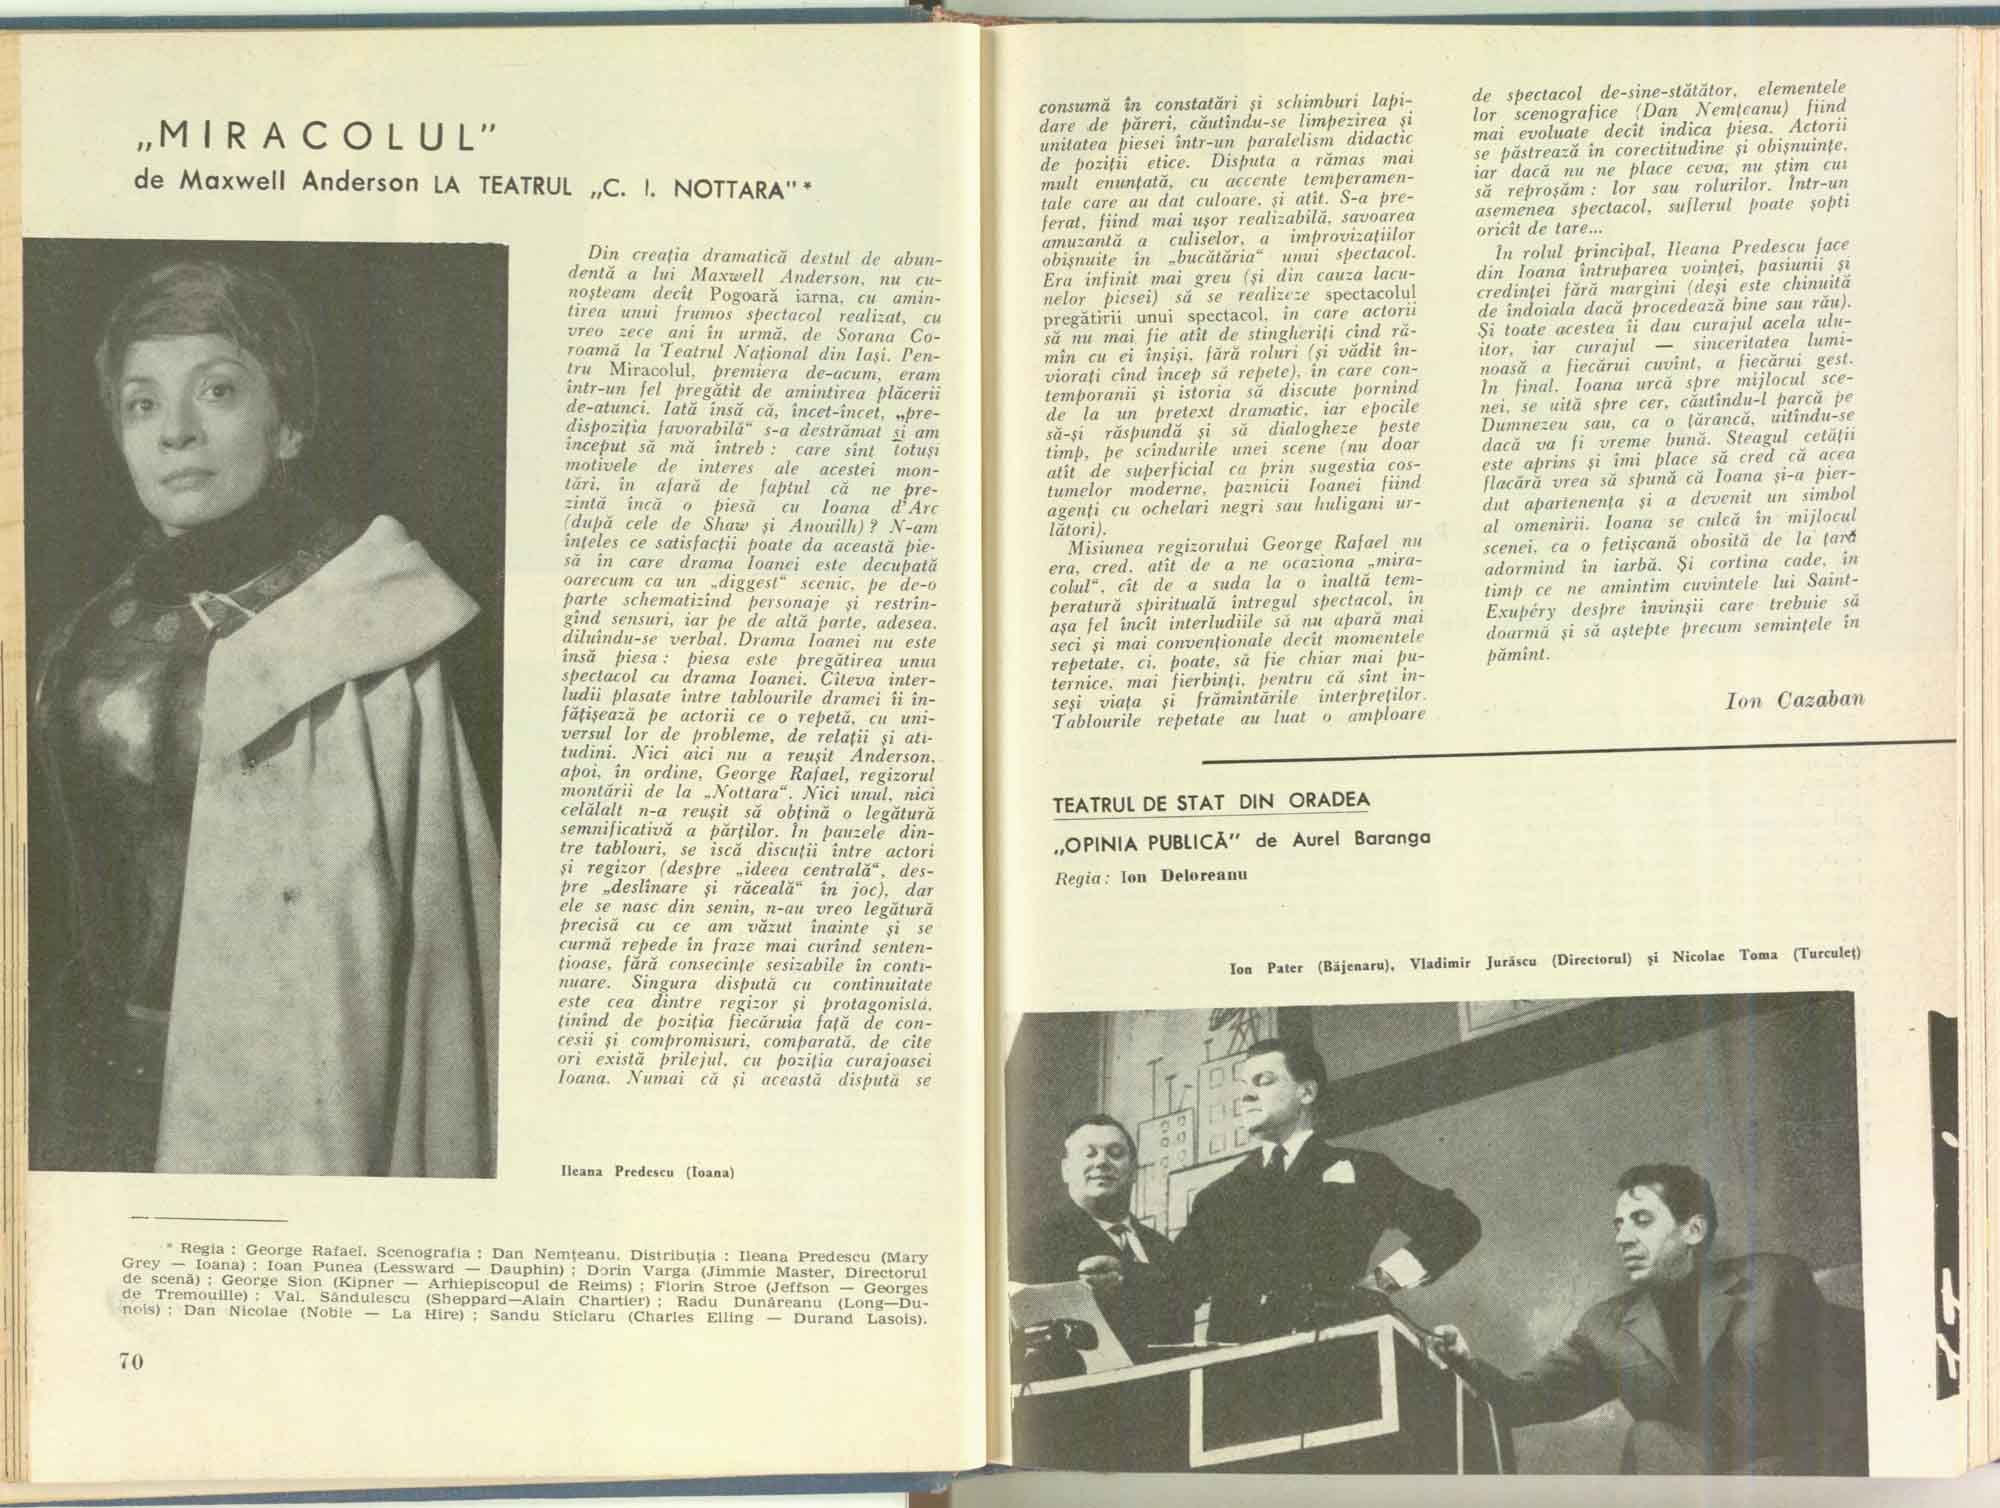 „MIRACOLUL"
de Maxwell Anderson LA TEATRUL „C. I. NOTTARA"*
Din creația dramatică destul de abun-
dentă a lui Maxwell Anderson, nu cu-
noșteam decît Pogoară iarna, cu amin-
tirea unui frumos spectacol realizat, cu
vreo zece ani în urmă, de Sorana Co-
roamă la Teatrul Național din Iași. Pen-
tru Miracolul, premiera de-acum, eram
într-un fel pregătit de amintirea plăcerii
de-atunci. Iată însă că, încet-încet, „pre-
dispoziția favorabilă“ s-a destrămat și am
început să mă întreb : care sînt totuși
motivele de interes ale acestei mon-
tări, în afară de faptul că ne pre-
zintă încă o piesă cu Ioana d'Arc
(după cele de Shaw și Anouilh) ? N-am
înțeles ce satisfacții poate da această pie-
să în care drama Ioanei este decupată
oarecum ca un „diggest“ scenic, pe de-o
parte schematizînd personaje și restrîn-
gînd sensuri, iar pe de altă parte, adesea,
diluîndu-se verbal. Drama Ioanei nu este
însă piesa : piesa este pregătirea unui
spectacol cu drama Ioanei. Cîteva inter-
ludii plasate între tablourile dramei îi în-
fățișează pe actorii ce o repetă, cu uni-
versul lor de probleme, de relații și ati-
tudini. Nici aici nu a reușit Anderson,
apoi, în ordine, George Rafael, regizorul
montării de la „Nottara“. Nici unul, nici
celălalt n-a reușit să obțină o legătură
semnificativă a părților. În pauzele din-
tre tablouri, se iscă discuții între actori
și regizor (despre „ideea centrală“, des-
pre „deslînare și răceală“ în joc), dar
ele se nasc din senin, n-au vreo legătură
precisă cu ce am văzut înainte și se
curmă repede în fraze mai curînd senten-
țioase, fără consecințe sesizabile în conti-
nuare. Singura dispută cu continuitate
este cea dintre regizor și protagonistă,
ținînd de poziția fiecăruia față de con-
cesii și compromisuri, comparată, de cîte
ori există prilejul, cu poziția curajoasei
Ioana. Numai că și această dispută se
Ileana Predescu (Ioana)
* Regia : George Rafael. Scenografia : Dan Nemțeanu. Distribuția : Ileana Predescu (Mary
Grey — Ioana) ; Ioan Punea (Lessward — Dauphin) ; Dorin Varga (Jimmie Master, Directorul
de scenă) ; George Sion (Kipner — Arhiepiscopul de Reims) ; Florin Stroe (Jeffson — Georges
de Tremouille) ; Val. Săndulescu (Sheppard—Alain Chartier) ; Radu Dunăreanu (Long—Du-
nois) ; Dan Nicolae (Noble — La Hire) ; Sandu Sticlaru (Charles Elling — Durand Lasois).
70
consumă în constatări și schimburi lapi-
dare de păreri, căutîndu-se limpezirea și
unitatea piesei într-un paralelism didactic
de poziții etice. Disputa a rămas mai
mult enunțată, cu accente temperamen-
tale care au dat culoare, și atît. S-a pre-
ferat, fiind mai ușor realizabilă, savoarea
amuzantă a culiselor, a improvizațiilor
obișnuite în „bucătăria“ unui spectacol.
Era infinit mai greu (și din cauza lacu-
nelor piesei) să se realizeze spectacolul
pregătirii unui spectacol, în care actorii
să nu mai fie atît de stingheriți cînd ră-
mîn cu ei înșiși, fără roluri (și vădit în-
viorați cînd încep să repete), în care con-
temporanii și istoria să discute pornind
de la un pretext dramatic, iar epocile
să-și răspundă și să dialogheze peste
timp, pe scîndurile unei scene (nu doar
atît de superficial ca prin sugestia cos-
tumelor moderne, paznicii Ioanei fiind
agenți cu ochelari negri sau huligani ur-
lători).
Misiunea regizorului George Rafael nu
era, cred, atît de a ne ocaziona „mira-
colul“, cît de a suda la o înaltă tem-
peratură spirituală întregul spectacol, în
așa fel încît interludiile să nu apară mai
seci și mai convenționale decît momentele
repetate, ci, poate, să fie chiar mai pu-
ternice, mai fierbinți, pentru că sînt în-
seși viața și frămîntările interpreților.
Tablourile repetate au luat o amploare
de spectacol de-sine-stătător, elementele
lor scenografice (Dan Nemțeanu) fiind
mai evoluate decît indica piesa. Actorii
se păstrează în corectitudine și obișnuințe,
iar dacă nu ne place ceva, nu știm cui
să reproșăm : lor sau rolurilor. Într-un
asemenea spectacol, suflerul poate șopti
oricît de tare...
În rolul principal, Ileana Predescu face
din Ioana întruparea voinței, pasiunii și
credinței fără margini (deși este chinuită
de îndoiala dacă procedează bine sau rău).
Și toate acestea îi dau curajul acela ului-
tor, iar curajul — sinceritatea lumi-
noasă a fiecărui cuvînt, a fiecărui gest.
În final, Ioana urcă spre mijlocul sce-
nei, se uită spre cer, căutîndu-l parcă pe
Dumnezeu sau, ca o țărancă, uitîndu-se
dacă va fi vreme bună. Steagul cetății
este aprins și îmi place să cred că acea
flacără vrea să spună că Ioana și-a pier-
dut apartenența și a devenit un simbol
al omenirii. Ioana se culcă în mijlocul
scenei, ca o fetișcană obosită de la țară
adormind în iarbă. Și cortina cade, în
timp ce ne amintim cuvintele lui Saint-
Exupéry despre învinșii care trebuie să
doarmă și să aștepte precum semințele în
pămînt.
Ion Cazaban
TEATRUL DE STAT DIN ORADEA
„OPINIA PUBLICĂ" de Aurel Baranga
Regia : Ion Deloreanu
Ion Pater (Băjenaru), Vladimir Jurăscu (Directorul) și Nicolae Toma (Turculeț)